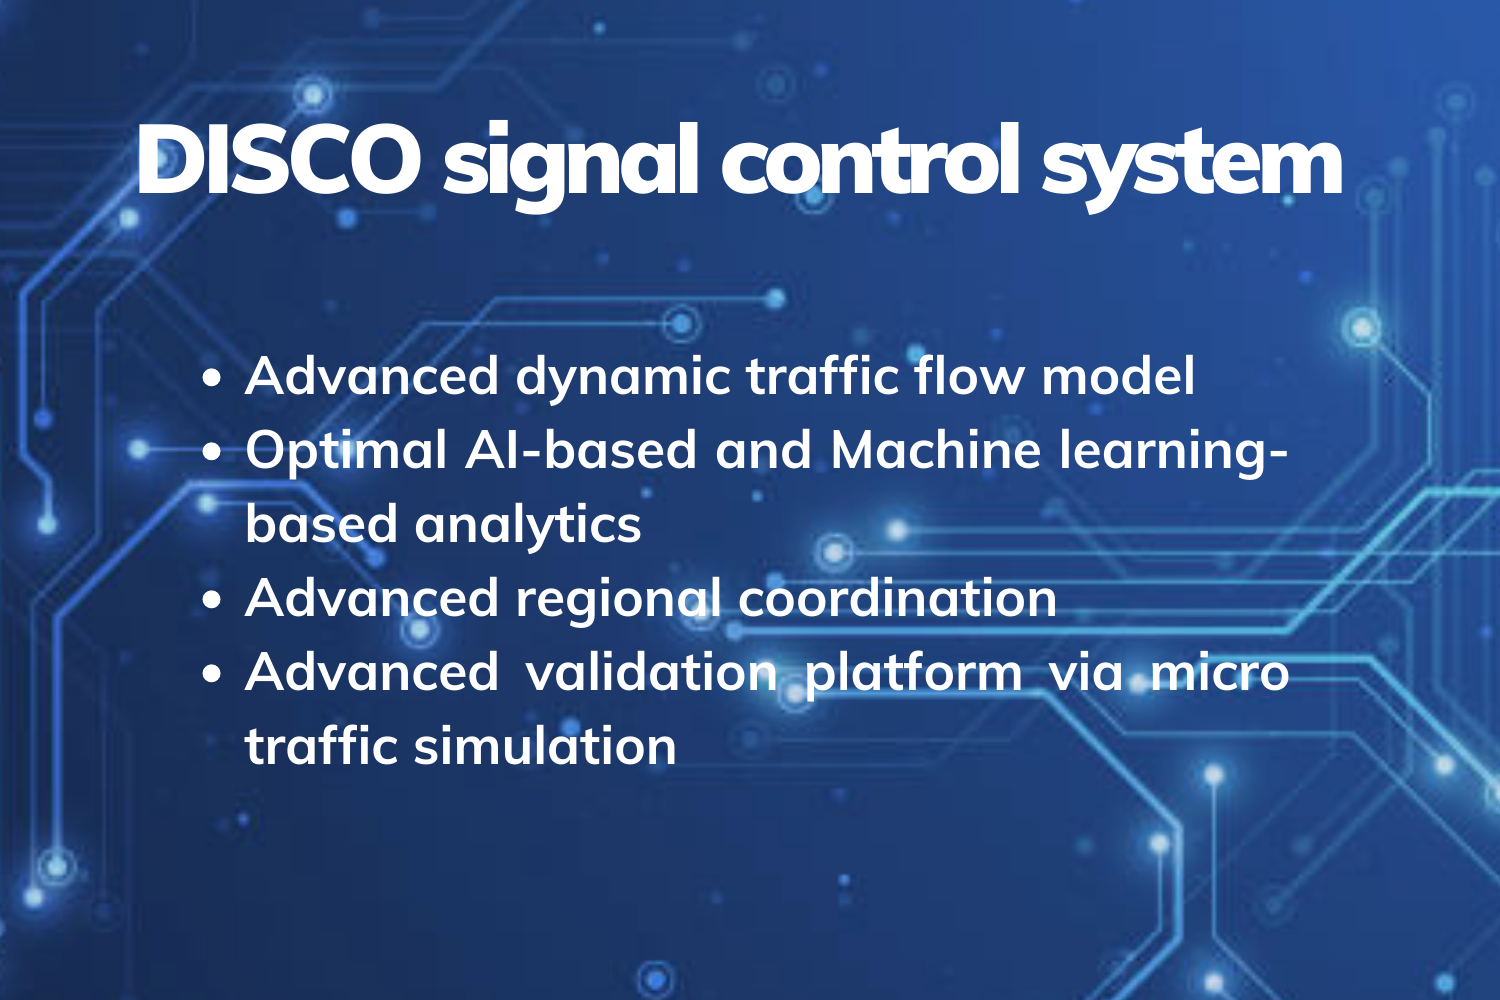 DISCO signal control system
• Advanced dynamic traffic flow model
• Optimal AI-based and Machine learning-
based analytics
• Advanced regional coordination
• Advanced validation platform via micro
traffic simulation